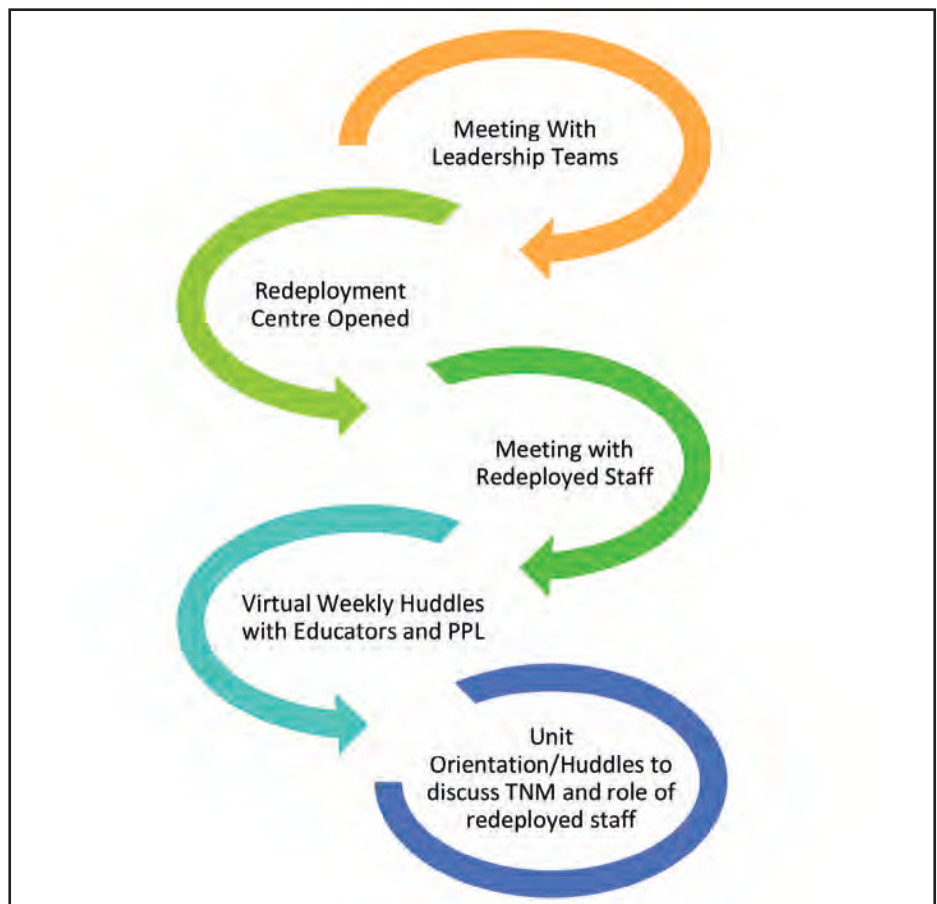 Meeting With
Leadership Teams
Redeployment
Centre Opened
Meeting with
Redeployed Staff
Virtual Weekly Huddles
with Educators and PPL
Unit
Orientation/Huddles to
discuss TNM and role of
redeployed staff